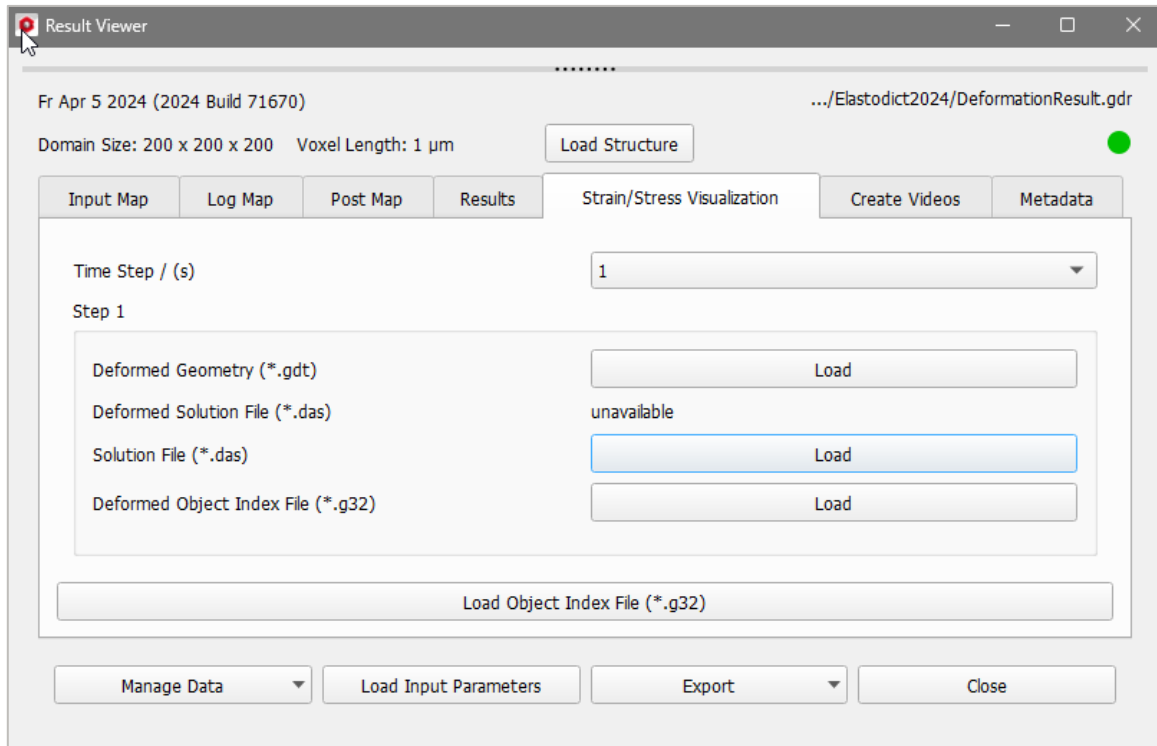 Result Viewer
Fr Apr 5 2024 (2024 Build 71670)
.../Elastodict2024/DeformationResult.gdr
Domain Size: 200 x 200 x 200 Voxel Length: 1 µm
Load Structure
Input Map
Log Map
Post Map
Results
Strain/Stress Visualization
Create Videos
Metadata
Time Step / (s)
1
Step 1
Deformed Geometry (*.gdt)
Load
Deformed Solution File (*.das)
unavailable
Solution File (*.das)
Load
Deformed Object Index File (*.g32)
Load
Load Object Index File (*.g32)
Manage Data
Load Input Parameters
Export
Close